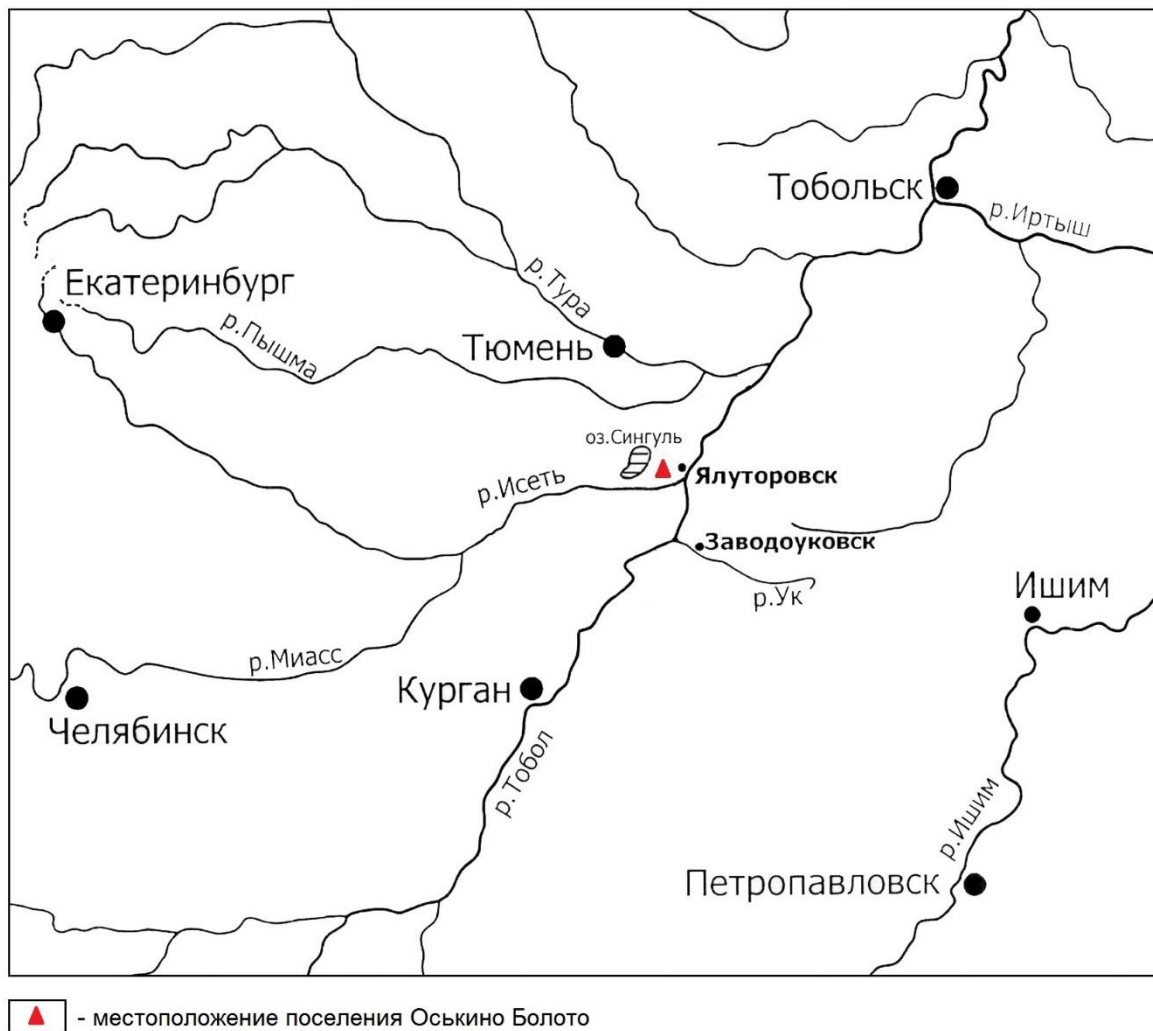 Тобольск
р.Иртыш
Екатеринбург
р.Тура
р.Пышма
Тюмень
оз.Сингуль
р.Исеть
Ялуторовск
Заводоуковск
р.Ук
Ишим
р.Миасс
Курган
Челябинск
р.Тобол
р.Ишим
Петропавловск
- местоположение поселения Оськино Болото